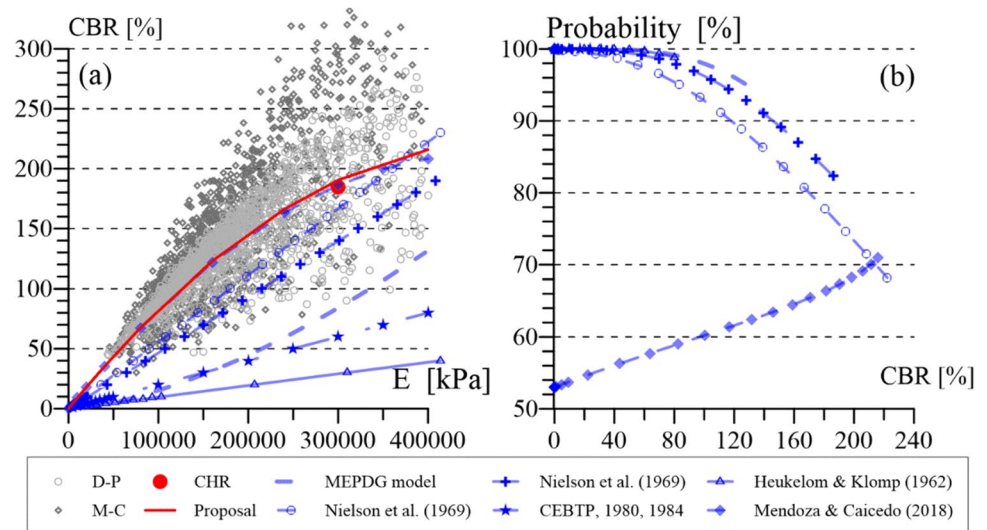 CBR [%]
Probability [%]
300
250
200
150
100
50
0
(a)
E [kPa]
0 100000 200000 300000 400000
100
90
80
70
60
50
(b)
CBR [%]
0 40 80 120 160 200 240
D-P CHR MEPDG model Nielson et al. (1969) Heukelom & Klomp (1962)
M-C Proposal Nielson et al. (1969) CEBTP, 1980, 1984 Mendoza & Caicedo (2018)